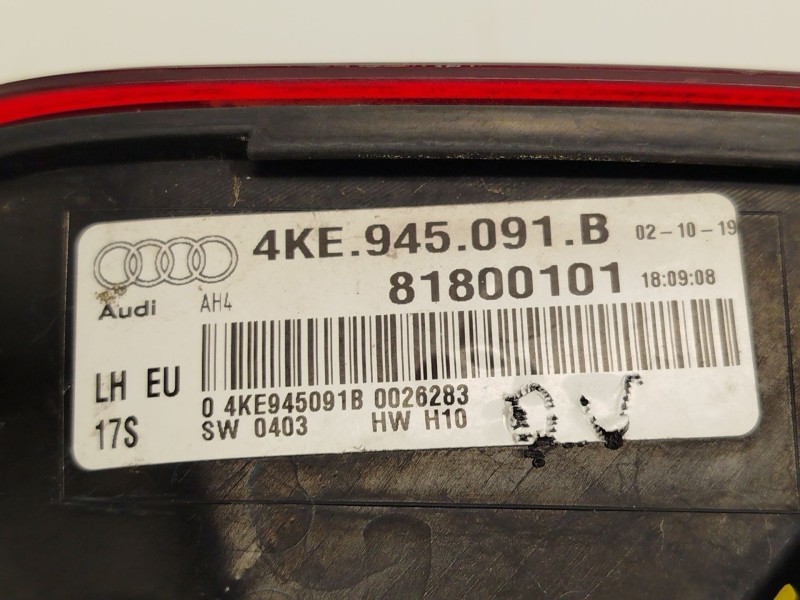 4KE.945.091.B 02-10-19
81800101 18:09:08
Audi AH4
LH EU
0 4KE945091B 0026283
17S SW 0403 HW H10